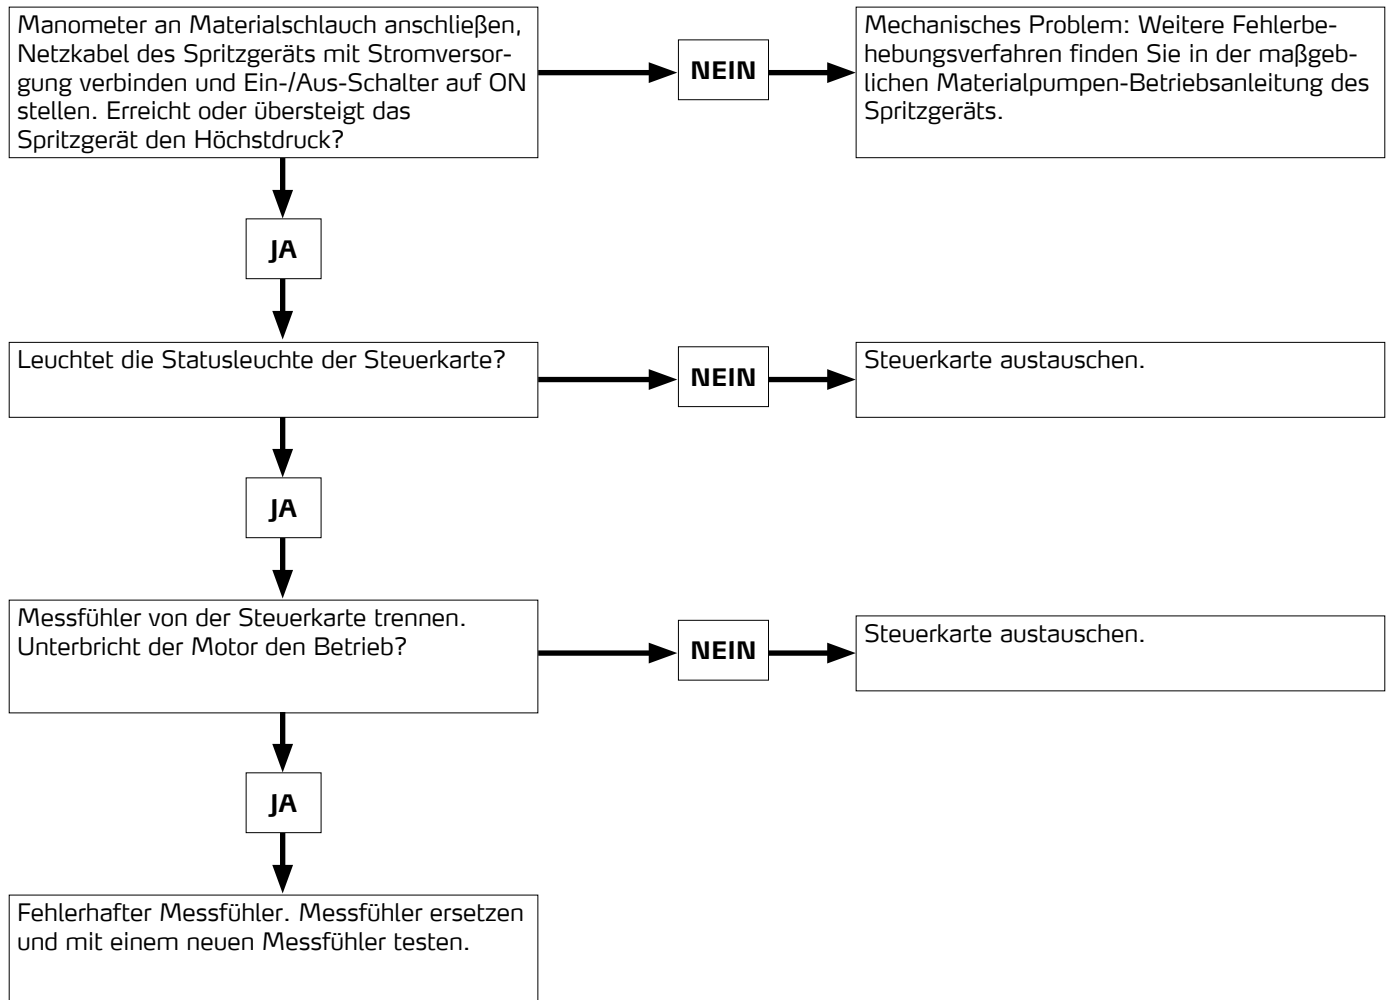 Manometer an Materialschlauch anschließen,
Netzkabel des Spritzgeräts mit Stromversor-
gung verbinden und Ein-/Aus-Schalter auf ON
stellen. Erreicht oder übersteigt das
Spritzgerät den Höchstdruck?
NEIN
Mechanisches Problem: Weitere Fehlerbe-
hebungsverfahren finden Sie in der maßgeb-
lichen Materialpumpen-Betriebsanleitung des
Spritzgeräts.
JA
Leuchtet die Statusleuchte der Steuerkarte?
NEIN
Steuerkarte austauschen.
JA
Messfühler von der Steuerkarte trennen.
Unterbricht der Motor den Betrieb?
NEIN
Steuerkarte austauschen.
JA
Fehlerhafter Messfühler. Messfühler ersetzen
und mit einem neuen Messfühler testen.